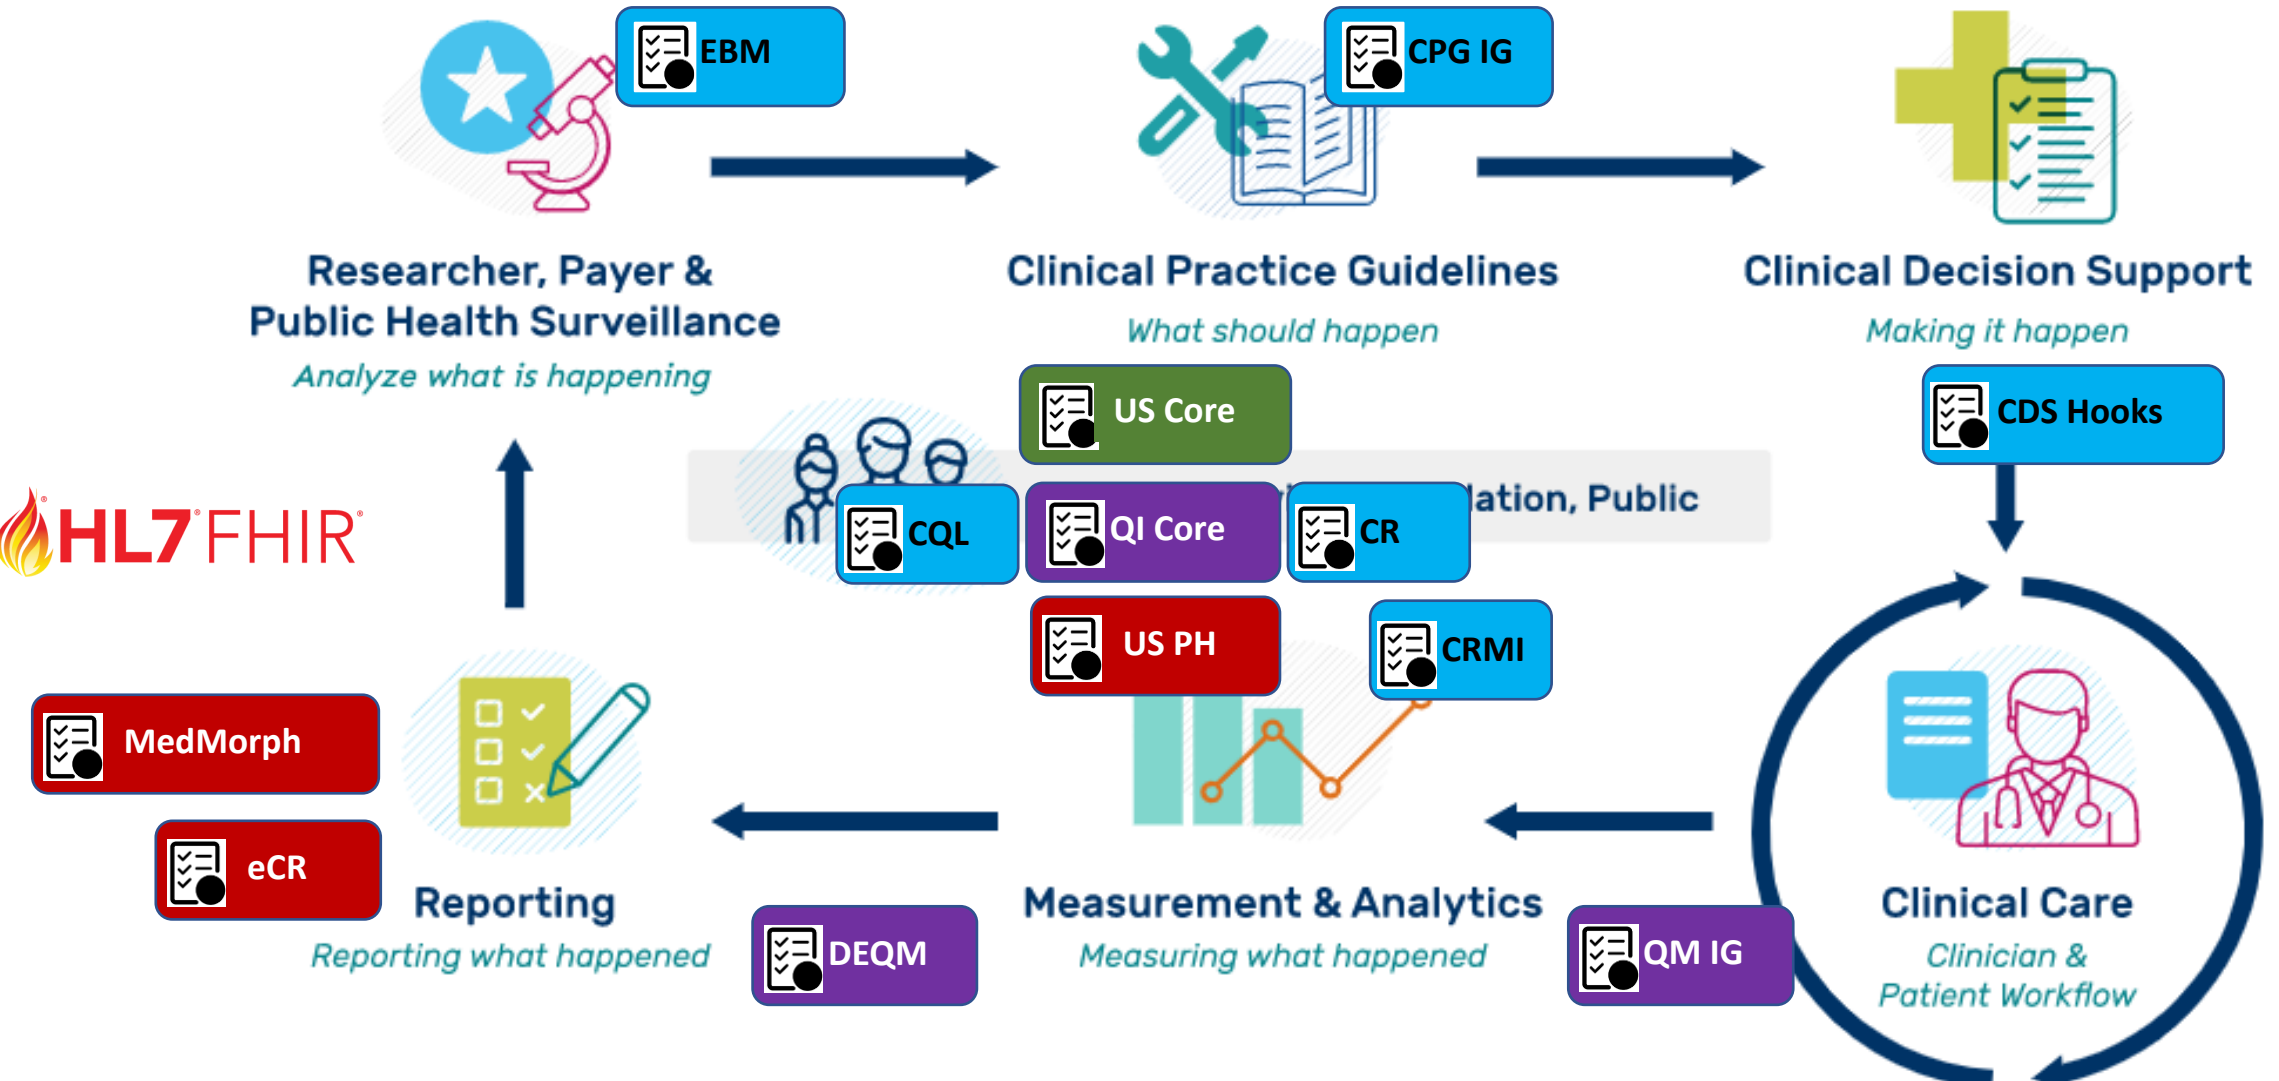 EBM
CPG IG
Researcher, Payer &
Public Health Surveillance
Analyze what is happening
Clinical Practice Guidelines
What should happen
Clinical Decision Support
Making it happen
US Core
CDS Hooks
HL7® FHIR®
CQL
QI Core
CR
Public
US PH
CRMI
MedMorph
eCR
Reporting
Reporting what happened
DEQM
Measurement & Analytics
Measuring what happened
QM IG
Clinical Care
Clinician &
Patient Workflow